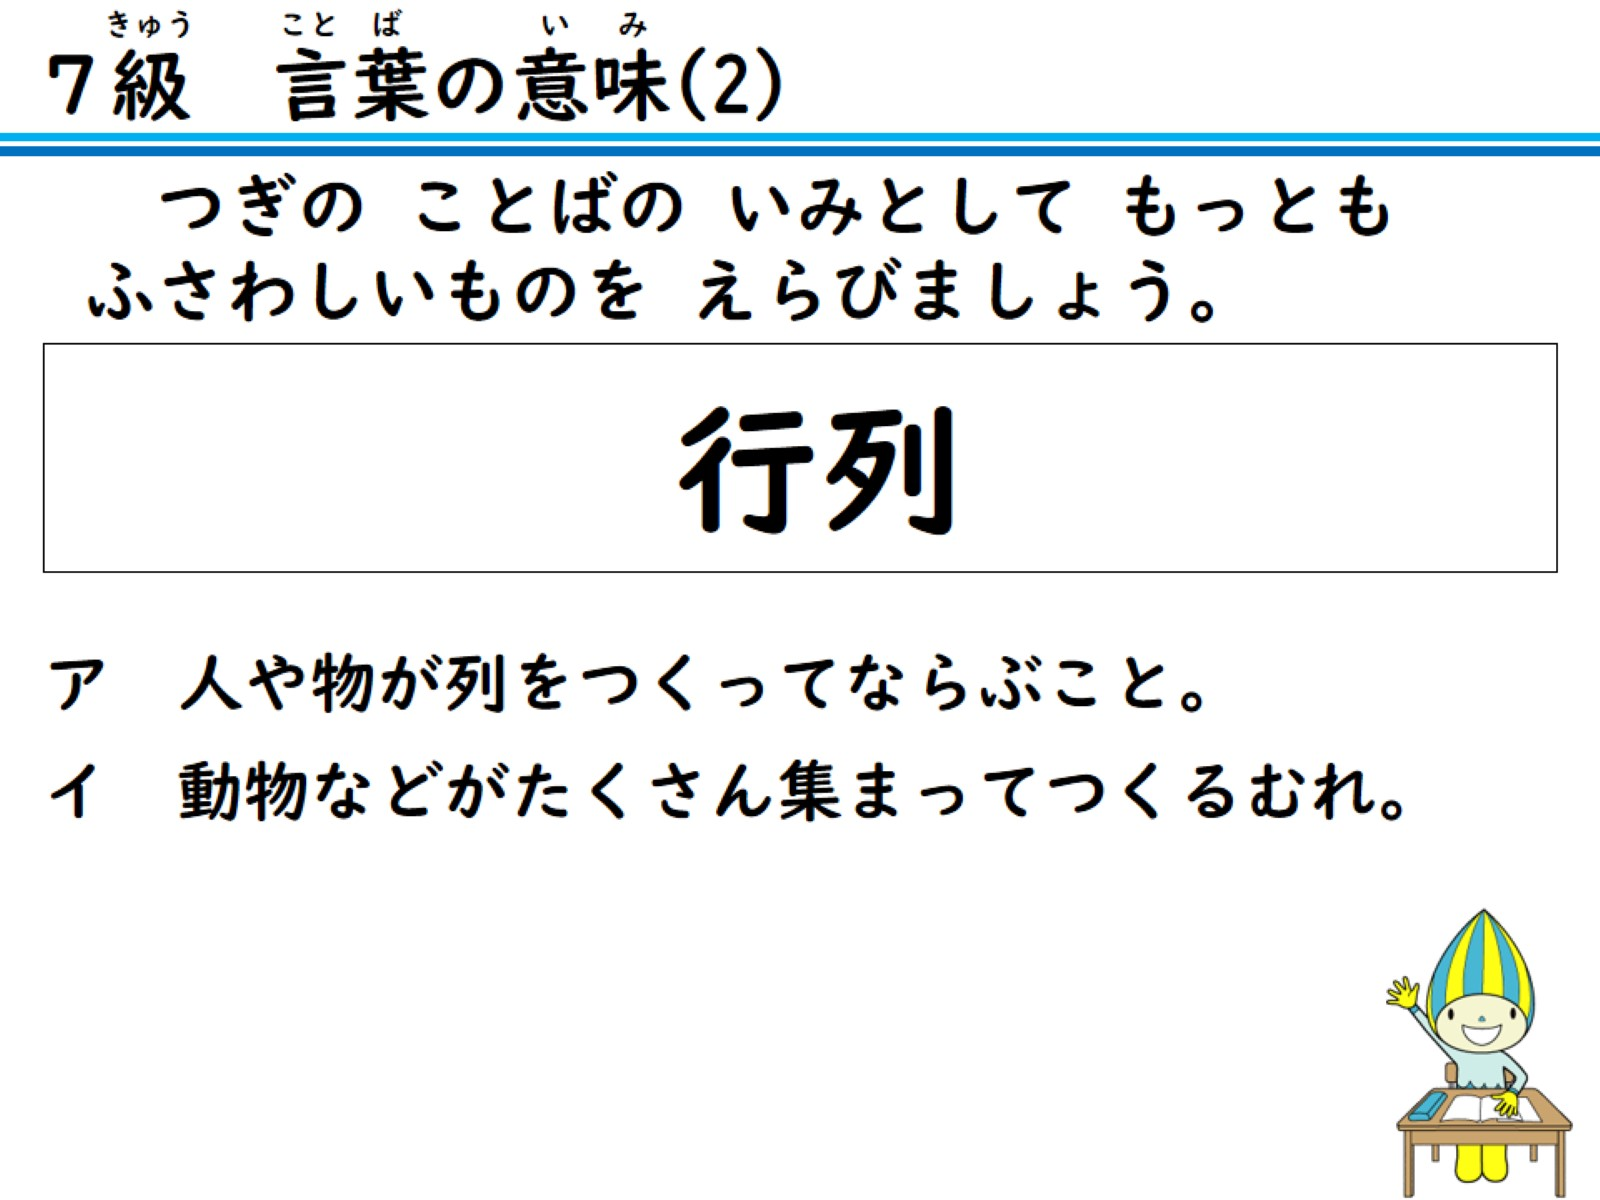 きゅう ことば いみ
７級　言葉の意味(2)
つぎの ことばの いみとして もっとも
ふさわしいものを えらびましょう。
行列
ア　人や物が列をつくってならぶこと。
イ　動物などがたくさん集まってつくるむれ。